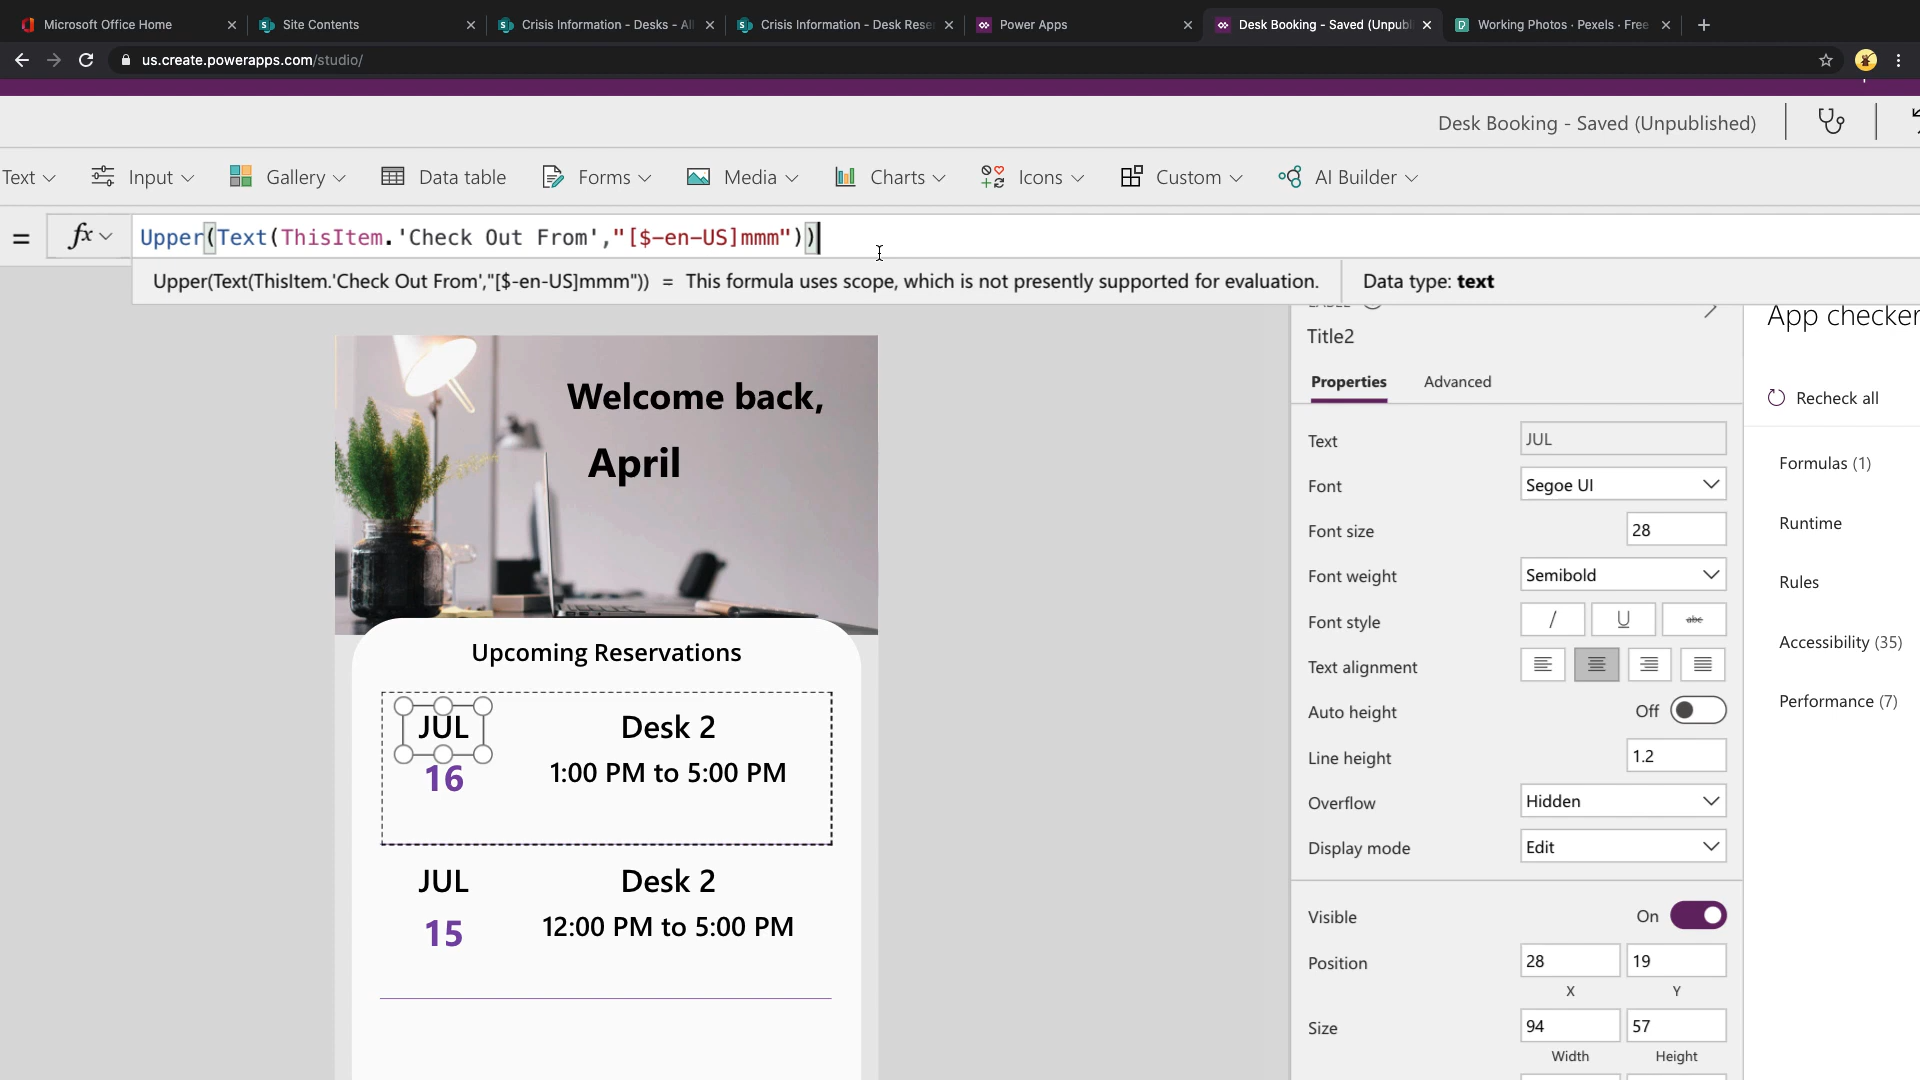 Microsoft Office Home
Site Contents
Crisis Information - Desks - Al
Crisis Information - Desk Rese
Power Apps
Desk Booking - Saved (Unpubl
Working Photos · Pexels · Free
us.create.powerapps.com/studio/
Desk Booking - Saved (Unpublished)
Text
Input
Gallery
Data table
Forms
Media
Charts
Icons
Custom
AI Builder
= fx Upper(Text(ThisItem.'Check Out From',"[$-en-US]mmm"))
Upper(Text(ThisItem.'Check Out From',"[$-en-US]mmm")) = This formula uses scope, which is not presently supported for evaluation. Data type: text
Welcome back,
April
Upcoming Reservations
JUL
Desk 2
16
1:00 PM to 5:00 PM
JUL
Desk 2
15
12:00 PM to 5:00 PM
Title2
Properties
Advanced
Text JUL
Font Segoe UI
Font size 28
Font weight Semibold
Font style / U abc
Text alignment
Auto height Off
Line height 1.2
Overflow Hidden
Display mode Edit
Visible On
Position 28 19
X Y
Size 94 57
Width Height
App checker
Recheck all
Formulas (1)
Runtime
Rules
Accessibility (35)
Performance (7)